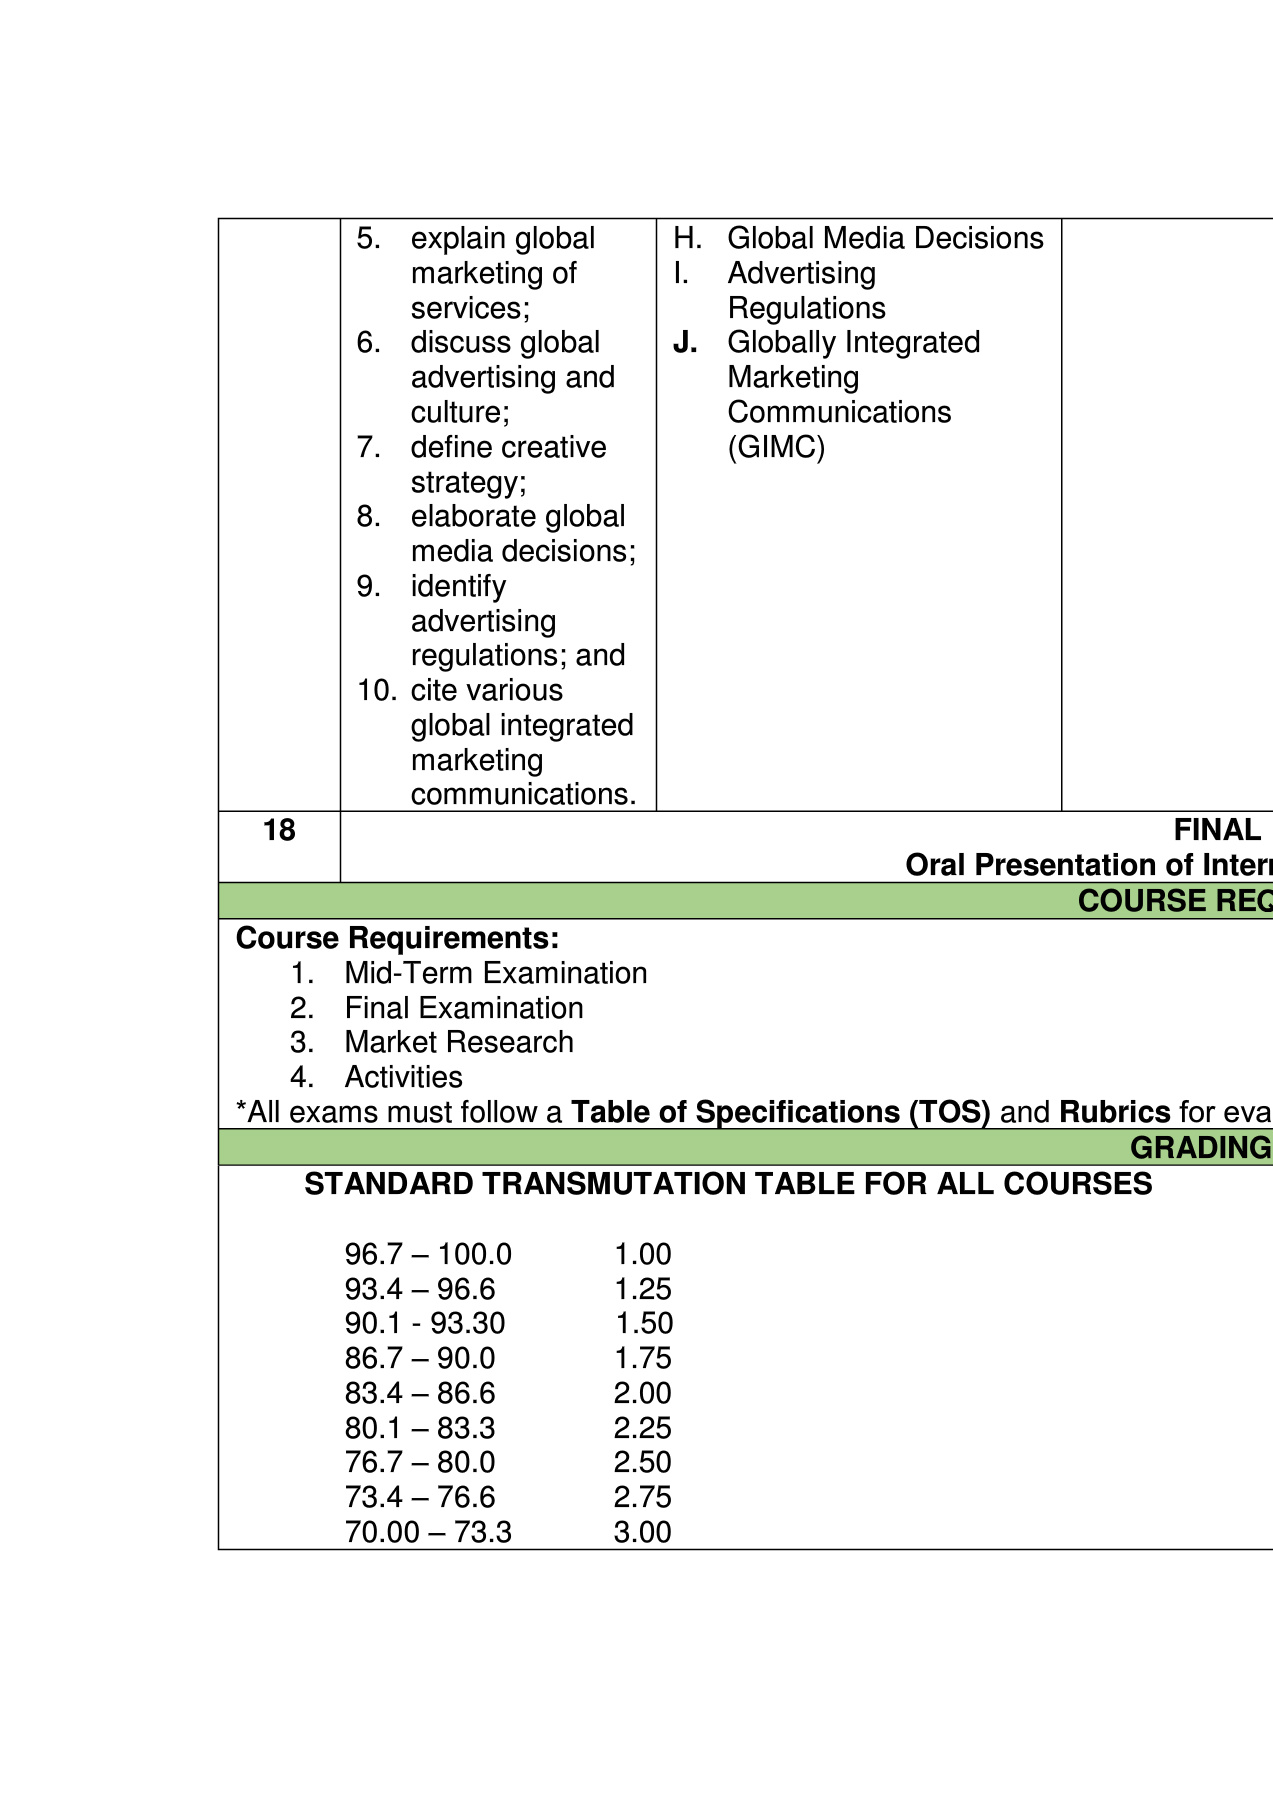 5. explain global
marketing of
services;
6. discuss global
advertising and
culture;
7. define creative
strategy;
8. elaborate global
media decisions;
9. identify
advertising
regulations; and
10. cite various
global integrated
marketing
communications.
H. Global Media Decisions
I. Advertising
Regulations
J. Globally Integrated
Marketing
Communications
(GIMC)
18
FINAL
Oral Presentation of
COURSE
Course Requirements:
1. Mid-Term Examination
2. Final Examination
3. Market Research
4. Activities
*All exams must follow a Table of Specifications (TOS) and Rubrics for
GRADING
STANDARD TRANSMUTATION TABLE FOR ALL COURSES
96.7 – 100.0 1.00
93.4 – 96.6 1.25
90.1 - 93.30 1.50
86.7 – 90.0 1.75
83.4 – 86.6 2.00
80.1 – 83.3 2.25
76.7 – 80.0 2.50
73.4 – 76.6 2.75
70.00 – 73.3 3.00